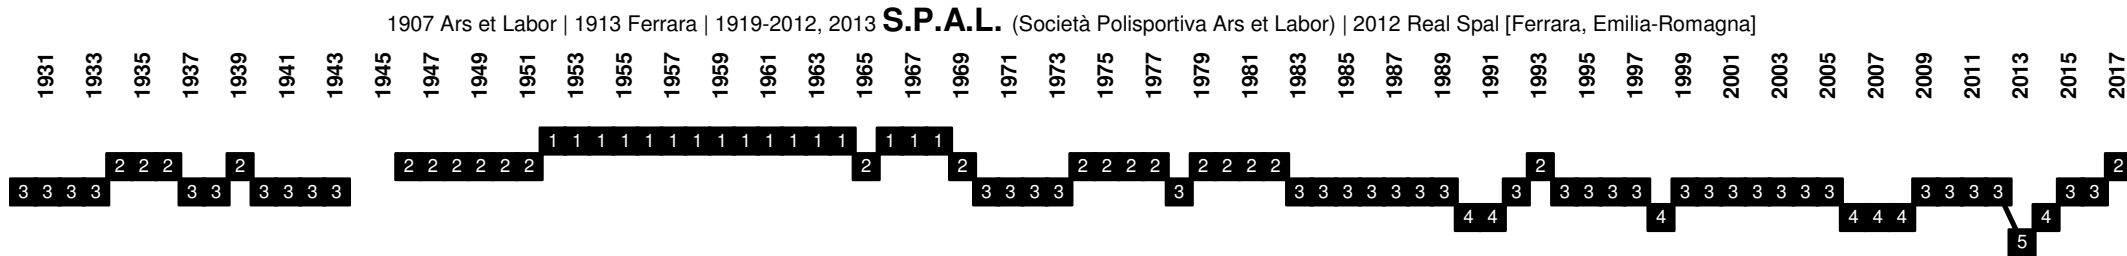 1907 Ars et Labor | 1913 Ferrara | 1919-2012, 2013 S.P.A.L. (Società Polisportiva Ars et Labor) | 2012 Real Spal [Ferrara, Emilia-Romagna]
1931 1933 1935 1937 1939 1941 1943 1945 1947 1949 1951 1953 1955 1957 1959 1961 1963 1965 1967 1969 1971 1973 1975 1977 1979 1981 1983 1985 1987 1989 1991 1993 1995 1997 1999 2001 2003 2005 2007 2009 2011 2013 2015 2017
1 1 1 1 1 1 1 1 1 1 1 1 1 1 1 1
2 2 2 2 2 2 2 2 2 2 2 2 2 2 2 2 2 2 2 2 2 2
3 3 3 3 3 3 3 3 3 3 3 3 3 3 3 3 3 3 3 3 3 3 3 3 3 3 3 3 3 3 3 3 3 3 3 3 3 3 3 3
4 4 4 4 4 4 4
5